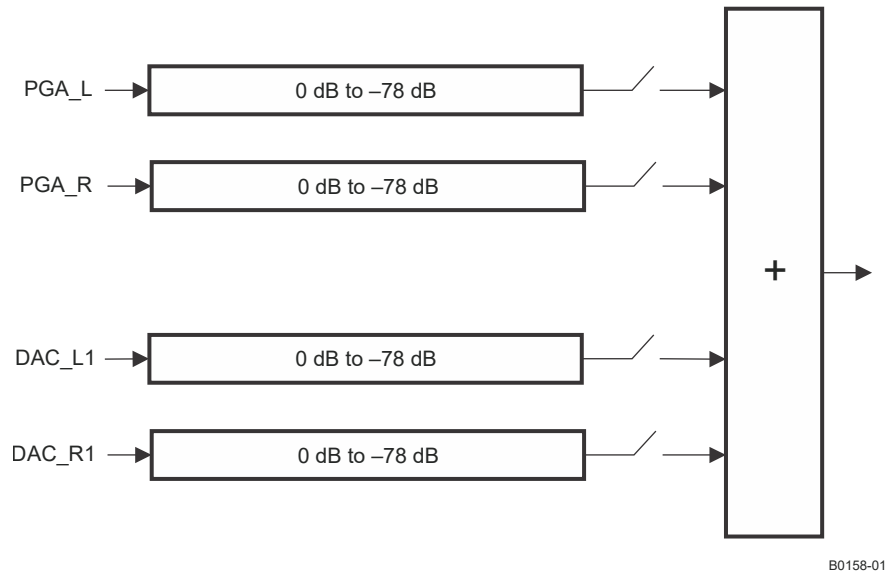 PGA_L
0 dB to –78 dB
PGA_R
0 dB to –78 dB
+
DAC_L1
0 dB to –78 dB
DAC_R1
0 dB to –78 dB
B0158-01